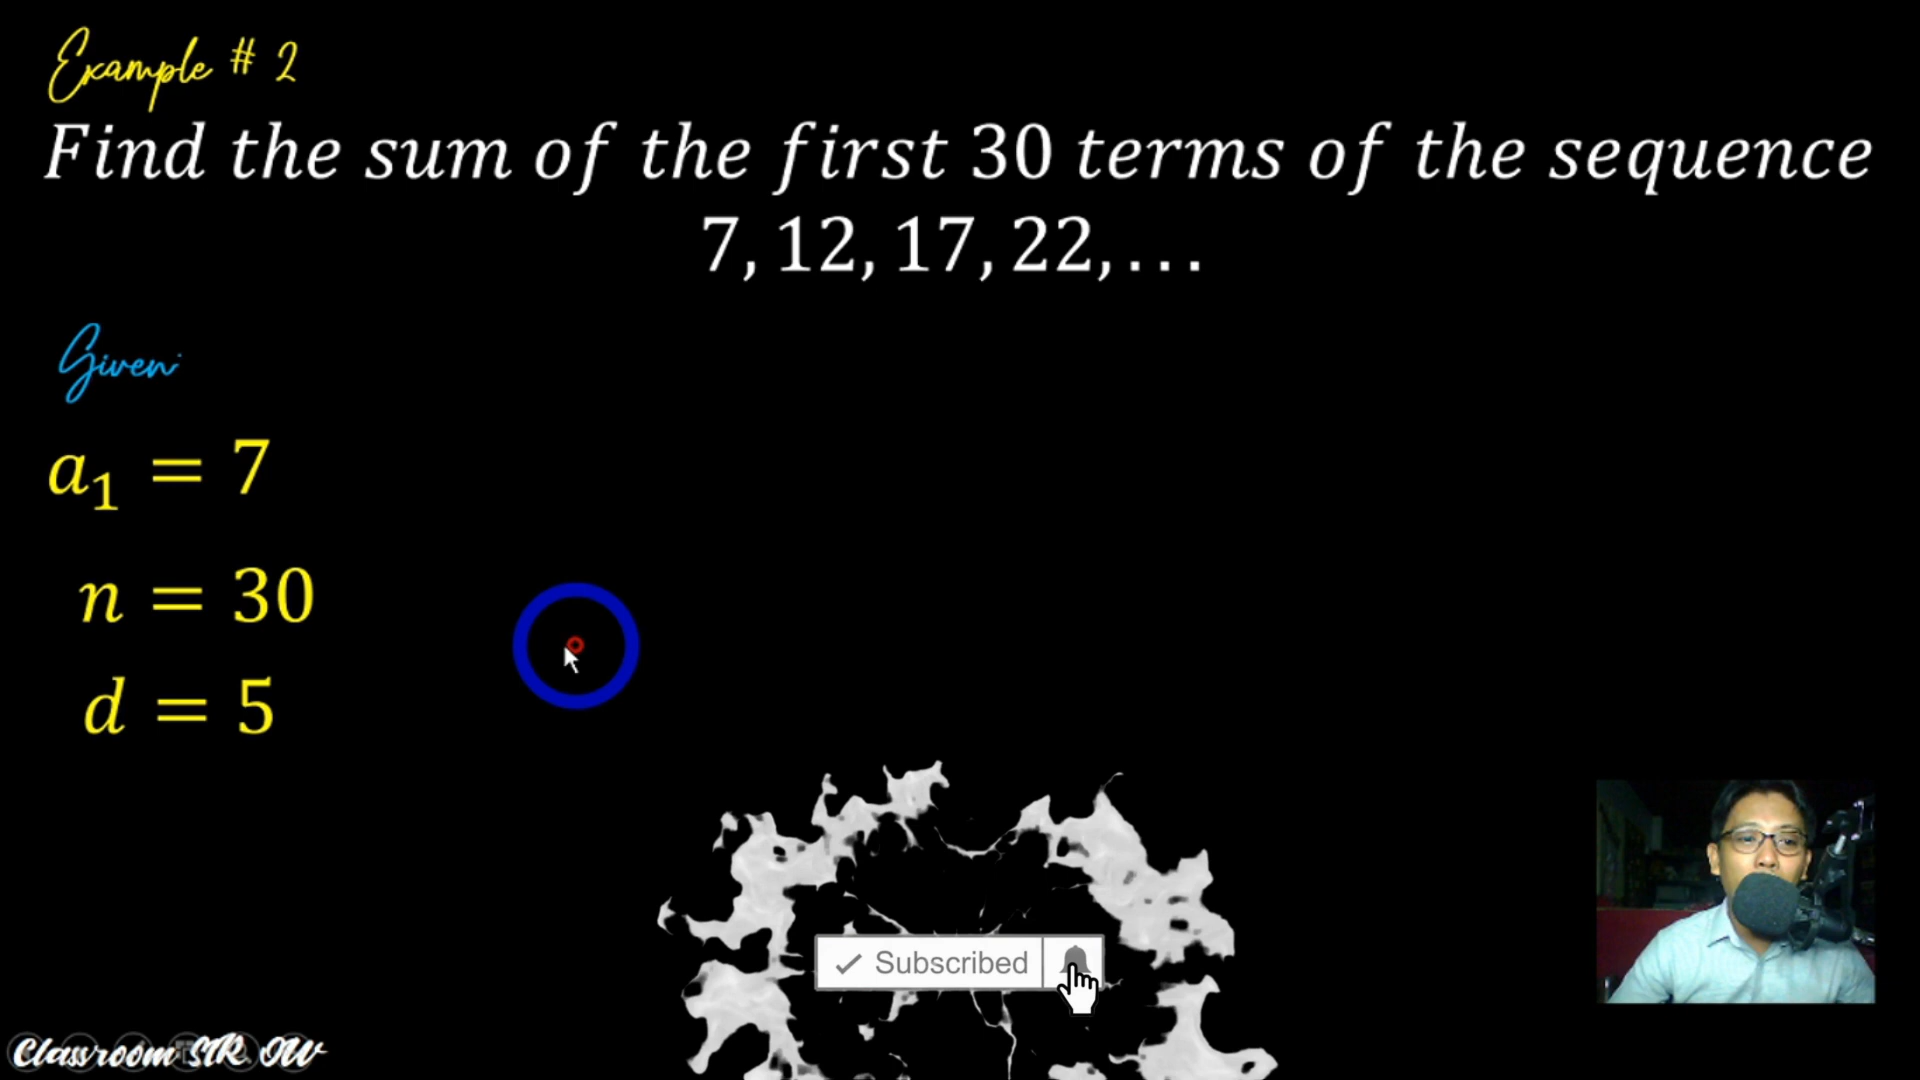 Example # 2
Find the sum of the first 30 terms of the sequence
7, 12, 17, 22, . . .
Given:
a₁ = 7
n = 30
d = 5
Subscribed
Classroom SIR OW